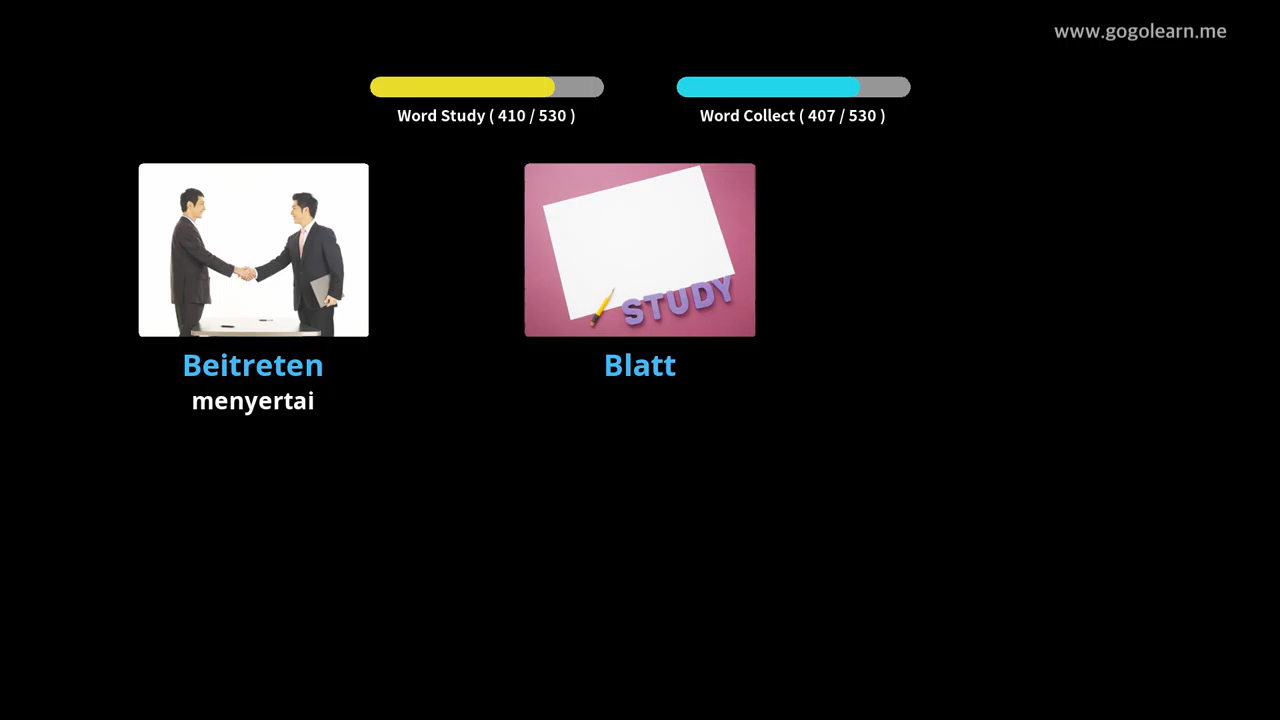 www.gogolearn.me
Word Study ( 410 / 530 )
Word Collect ( 407 / 530 )
STUDY
Beitreten
menyertai
Blatt